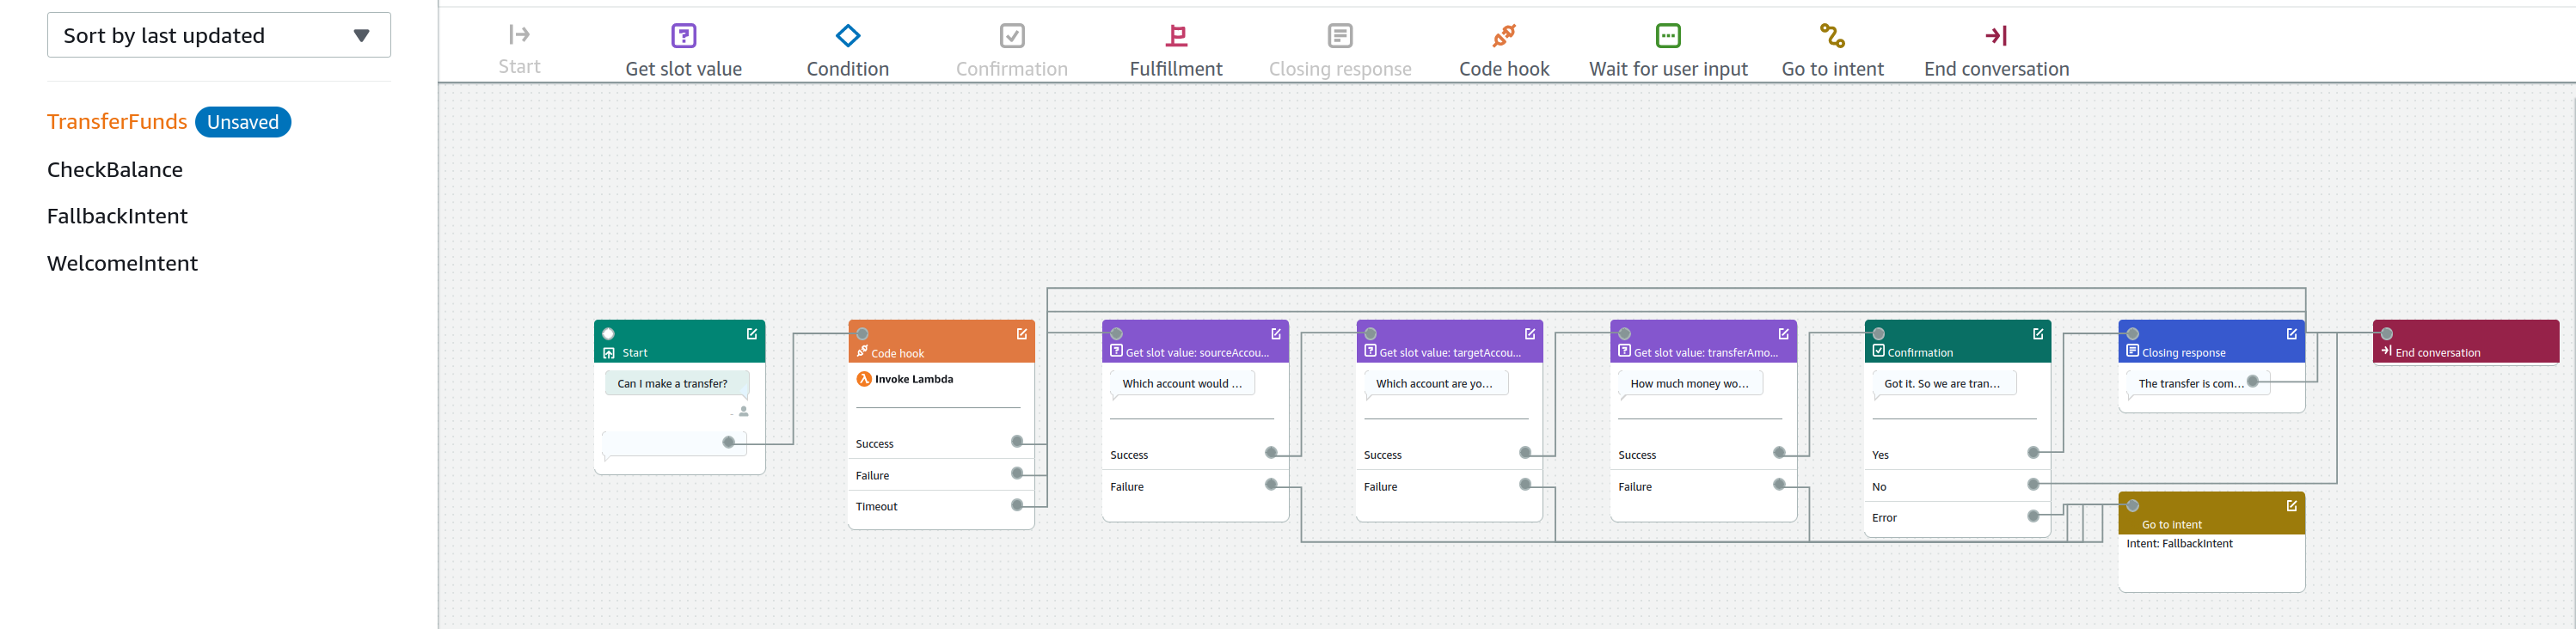 Sort by last updated
TransferFunds Unsaved
CheckBalance
FallbackIntent
WelcomeIntent
Start
Get slot value
Condition
Confirmation
Fulfillment
Closing response
Code hook
Wait for user input
Go to intent
End conversation
Start
Can I make a transfer?
Code hook
Invoke Lambda
Success
Failure
Timeout
Get slot value: sourceAccou...
Which account would ...
Success
Failure
Get slot value: targetAccou...
Which account are yo...
Success
Failure
Get slot value: transferAmo...
How much money wo...
Success
Failure
Confirmation
Got it. So we are tran...
Yes
No
Error
Closing response
The transfer is com...
Go to intent
Intent: FallbackIntent
End conversation